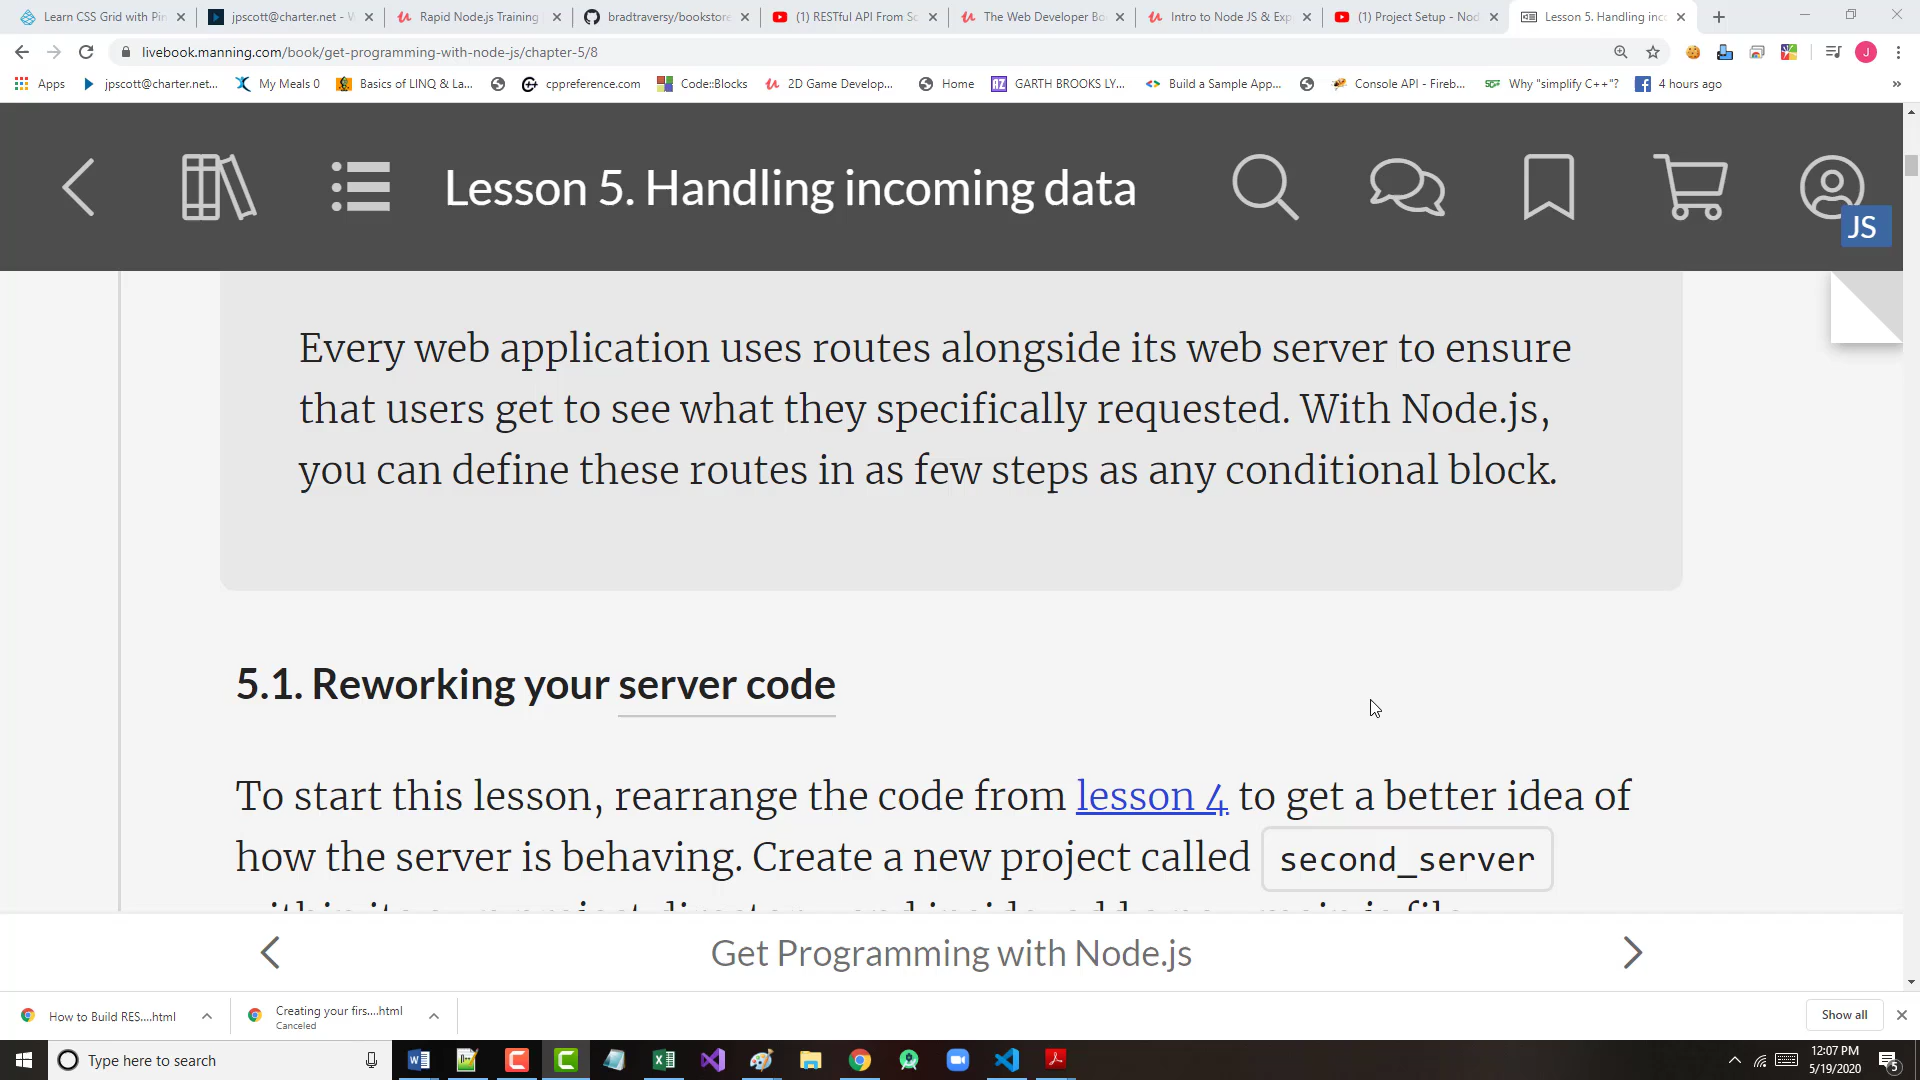 Learn CSS Grid with Pin
jpscott@charter.net - W
Rapid Node.js Training
bradtraversy/bookstore
(1) RESTful API From Sc
The Web Developer Bo
Intro to Node JS & Exp
(1) Project Setup - Nod
Lesson 5. Handling inco
livebook.manning.com/book/get-programming-with-node-js/chapter-5/8
J
Apps
jpscott@charter.net...
My Meals 0
Basics of LINQ & La...
cppreference.com
Code::Blocks
2D Game Develop...
Home
AZ
GARTH BROOKS LY...
Build a Sample App...
Console API - Fireb...
Why "simplify C++"?
4 hours ago
»
Lesson 5. Handling incoming data
JS
Every web application uses routes alongside its web server to ensure
that users get to see what they specifically requested. With Node.js,
you can define these routes in as few steps as any conditional block.
5.1. Reworking your server code
To start this lesson, rearrange the code from lesson 4 to get a better idea of
how the server is behaving. Create a new project called second_server
Get Programming with Node.js
How to Build RES....html
Creating your firs....html
Canceled
Show all
Type here to search
12:07 PM
5/19/2020
5